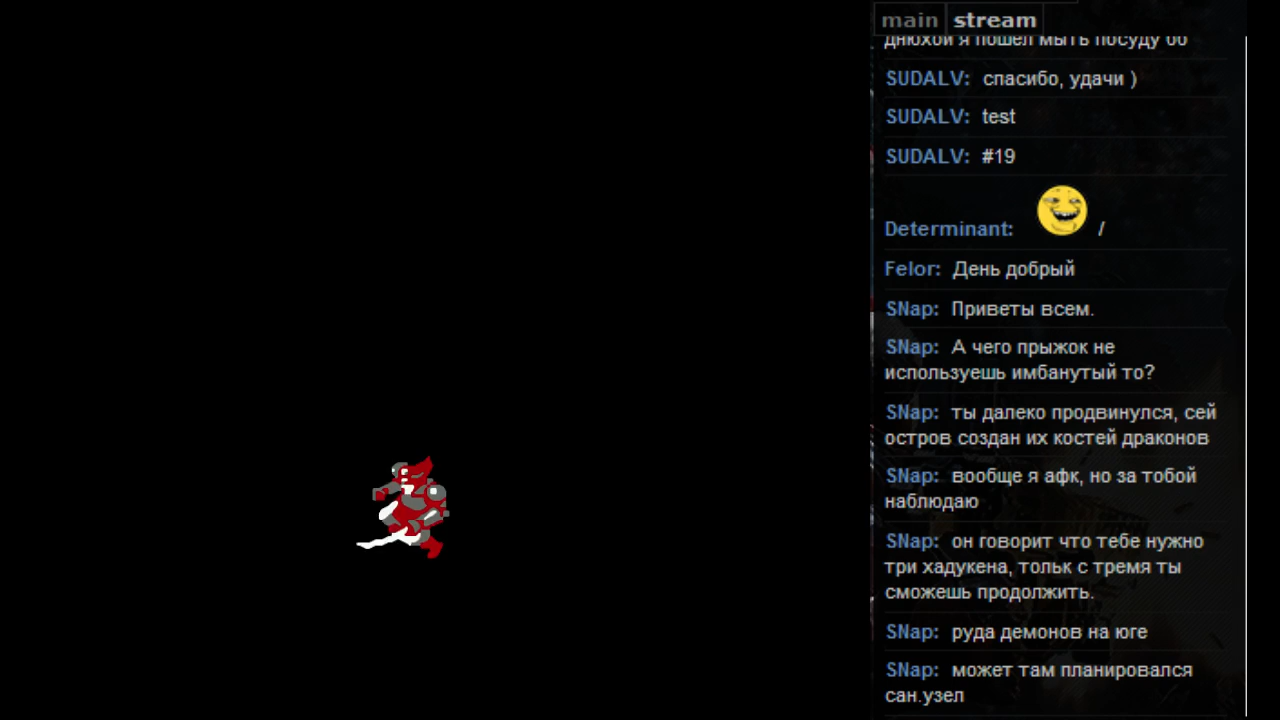 main stream
днюхой я пошел мыть посуду оо
SUDALV: спасибо, удачи )
SUDALV: test
SUDALV: #19
Determinant: /
Felor: День добрый
SNap: Приветы всем.
SNap: А чего прыжок не
используешь имбанутый то?
SNap: ты далеко продвинулся, сей
остров создан их костей драконов
SNap: вообще я афк, но за тобой
наблюдаю
SNap: он говорит что тебе нужно
три хадукена, тольк с тремя ты
сможешь продолжить.
SNap: руда демонов на юге
SNap: может там планировался
сан.узел